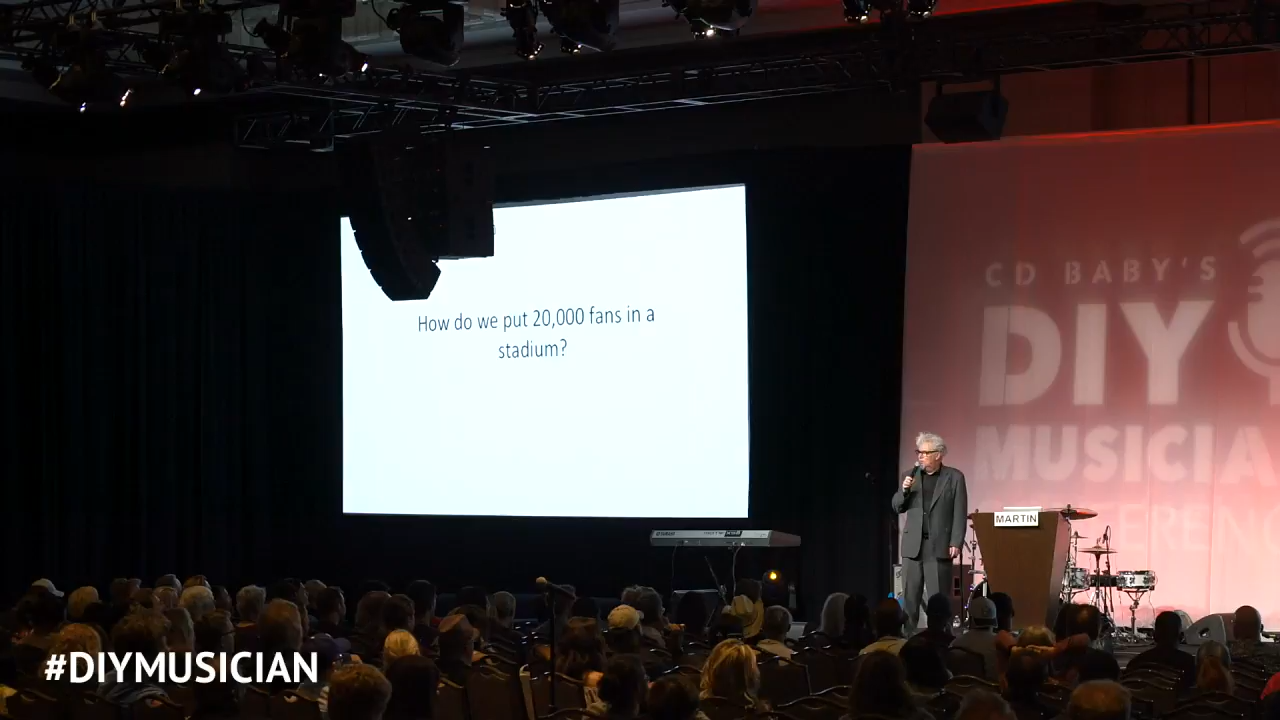 How do we put 20,000 fans in a
stadium?
CD BABY'S
DIY
MUSICIA
ERENC
MARTIN
#DIYMUSICIAN